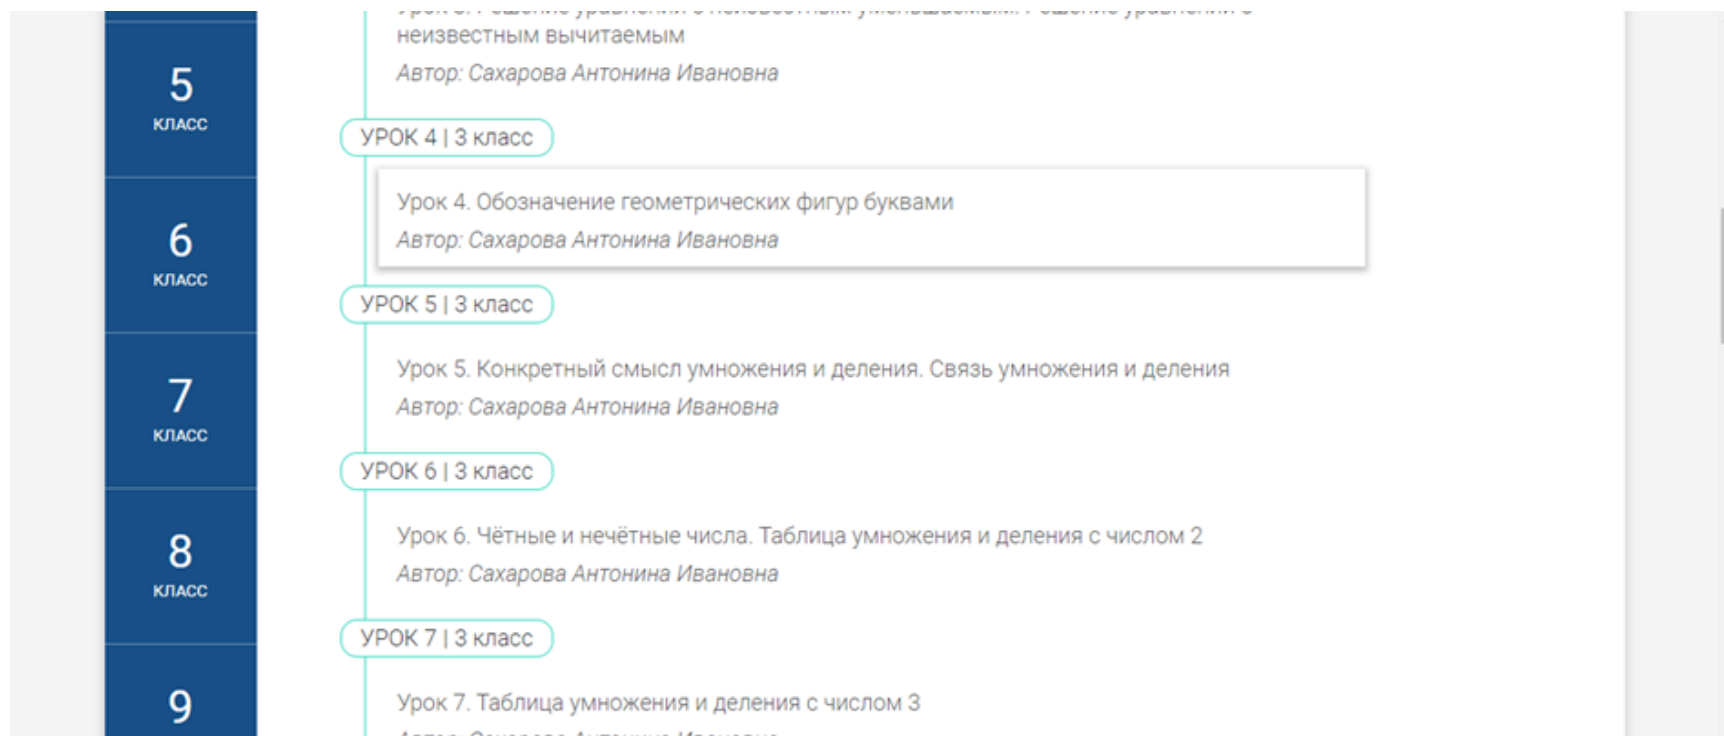 5
КЛАСС
6
КЛАСС
7
КЛАСС
8
КЛАСС
9
неизвестным вычитаемым
Автор: Сахарова Антонина Ивановна
УРОК 4 | 3 класс
Урок 4. Обозначение геометрических фигур буквами
Автор: Сахарова Антонина Ивановна
УРОК 5 | 3 класс
Урок 5. Конкретный смысл умножения и деления. Связь умножения и деления
Автор: Сахарова Антонина Ивановна
УРОК 6 | 3 класс
Урок 6. Чётные и нечётные числа. Таблица умножения и деления с числом 2
Автор: Сахарова Антонина Ивановна
УРОК 7 | 3 класс
Урок 7. Таблица умножения и деления с числом 3